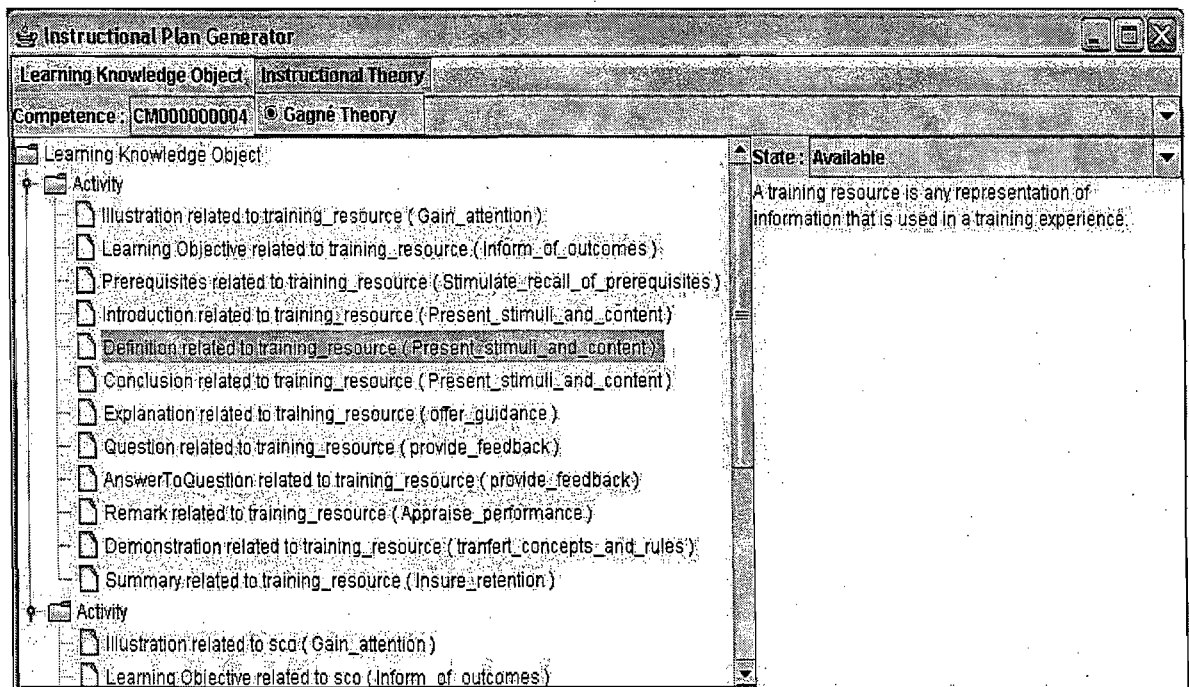 Instructional Plan Generator
Learning Knowledge Object Instructional Theory
Competence : CM000000004 Gagné Theory
Learning Knowledge Object
State : Available
Activity
A training resource is any representation of
information that is used in a training experience.
Illustration related to training_resource ( Gain_attention )
Learning Objective related to training_resource ( Inform_of_outcomes )
Prerequisites related to training_resource ( Stimulate_recall_of_prerequisites )
Introduction related to training_resource ( Present_stimuli_and_content )
Definition related to training_resource ( Present_stimuli_and_content )
Conclusion related to training_resource ( Present_stimuli_and_content )
Explanation related to training_resource ( offer_guidance )
Question related to training_resource ( provide_feedback )
AnswerToQuestion related to training_resource ( provide_feedback )
Remark related to training_resource ( Appraise_performance )
Demonstration related to training_resource ( tranfert_concepts_and_rules )
Summary related to training_resource ( Insure_retention )
Activity
Illustration related to sco ( Gain_attention )
Learning Objective related to sco ( Inform_of_outcomes )